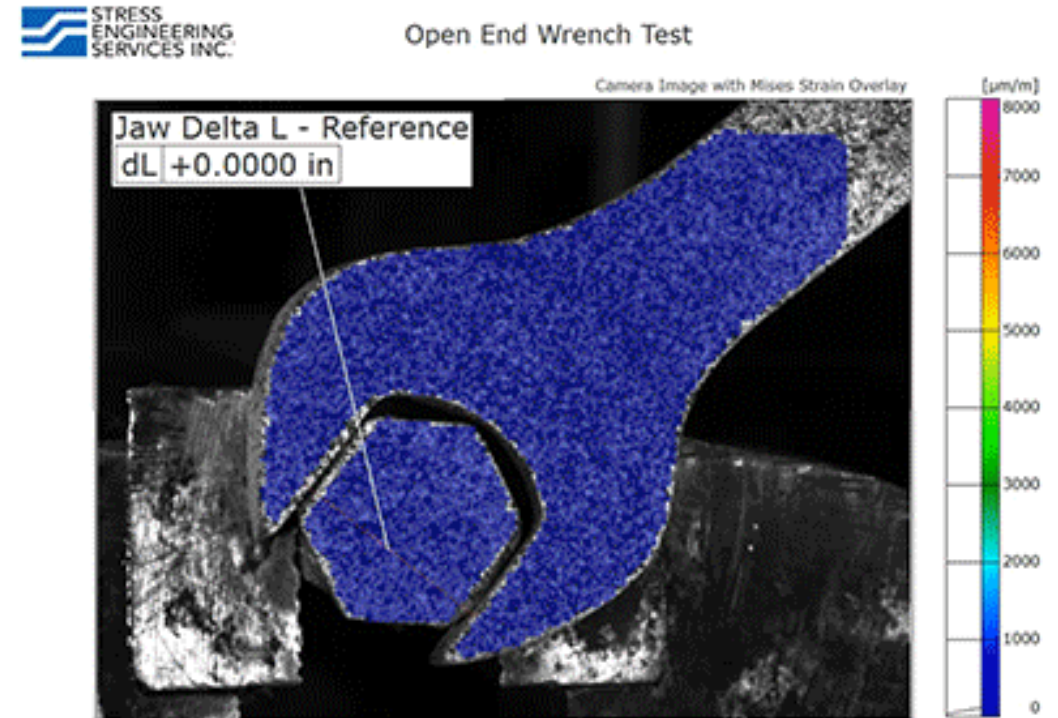 STRESS
ENGINEERING
SERVICES INC.
Open End Wrench Test
Camera Image with Mises Strain Overlay
[µm/m]
Jaw Delta L - Reference
dL +0.0000 in
8000
7000
6000
5000
4000
3000
2000
1000
0